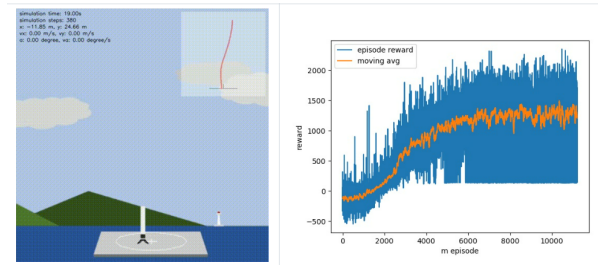 simulation time: 19.00s
simulation steps: 380
x: -11.85 m, y: 24.66 m
vx: 0.00 m/s, vy: 0.00 m/s
a: 0.00 degree, va: 0.00 degree/s
episode reward
moving avg
reward
2000
1500
1000
500
0
−500
0
2000
4000
6000
8000
10000
m episode